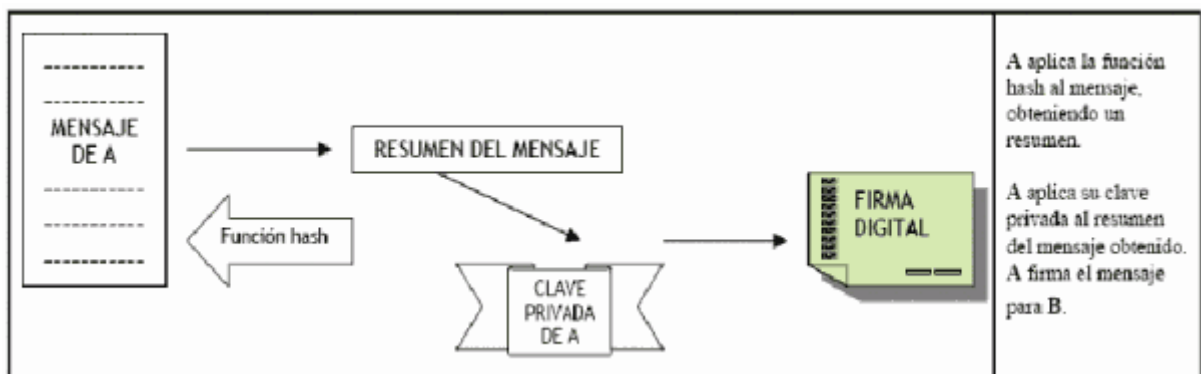 MENSAJE
DE A
RESUMEN DEL MENSAJE
Función hash
CLAVE
PRIVADA
DE A
FIRMA
DIGITAL
A aplica la función
hash al mensaje,
obteniendo un
resumen.
A aplica su clave
privada al resumen
del mensaje obtenido.
A firma el mensaje
para B.